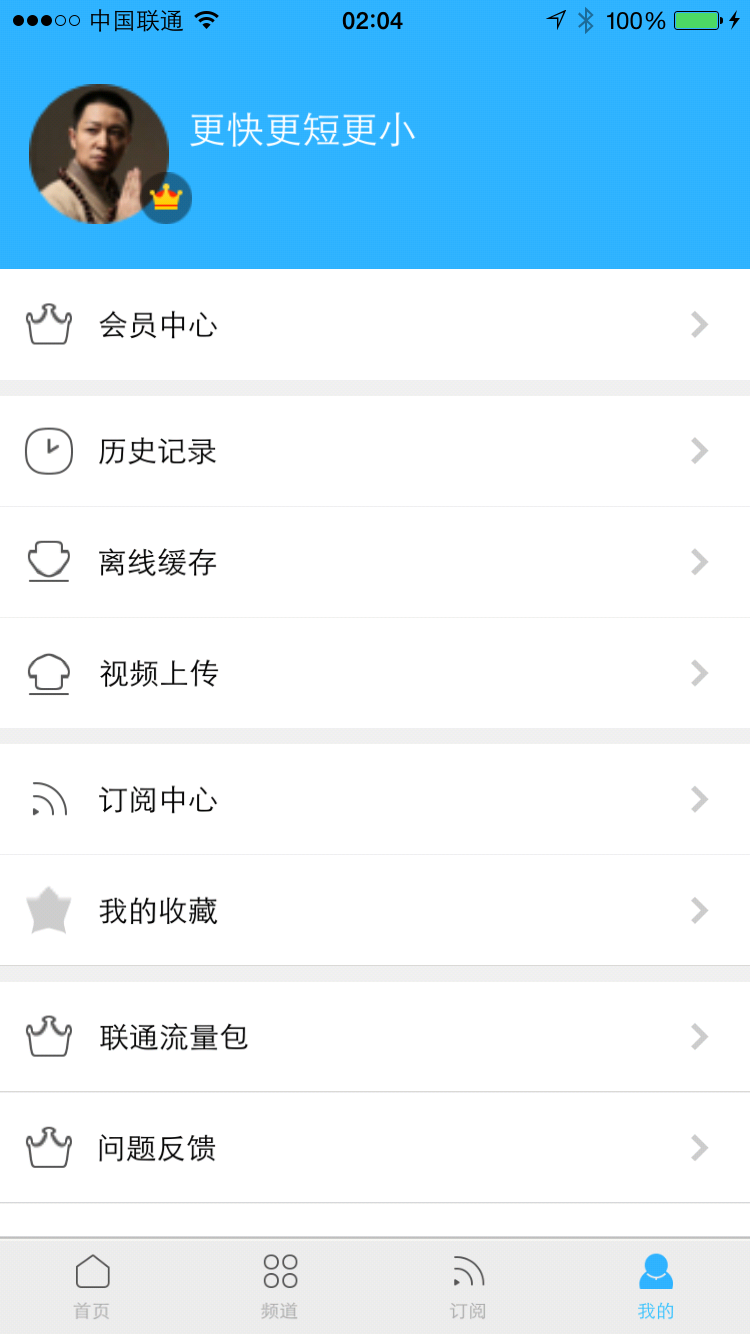 中国联通 02:04 100%
更快更短更小
会员中心
历史记录
离线缓存
视频上传
订阅中心
我的收藏
联通流量包
问题反馈
首页 频道 订阅 我的